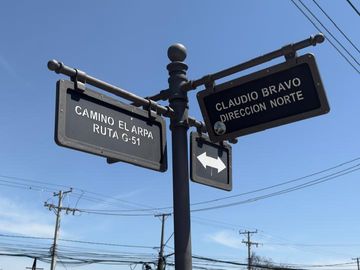 CAMINO EL ARPA
RUTA G-51
CLAUDIO BRAVO
DIRECCION NORTE